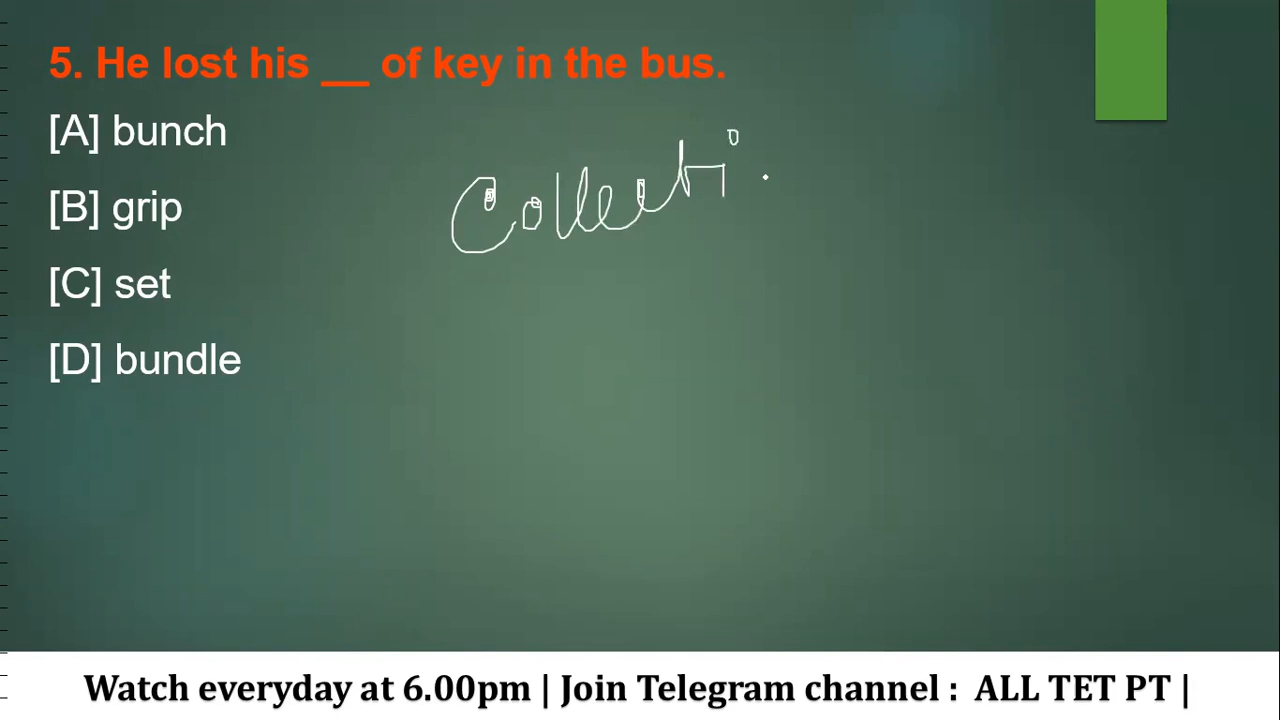 5. He lost his __ of key in the bus.
[A] bunch
Collecti
[B] grip
[C] set
[D] bundle
Watch everyday at 6.00pm | Join Telegram channel : ALL TET PT |